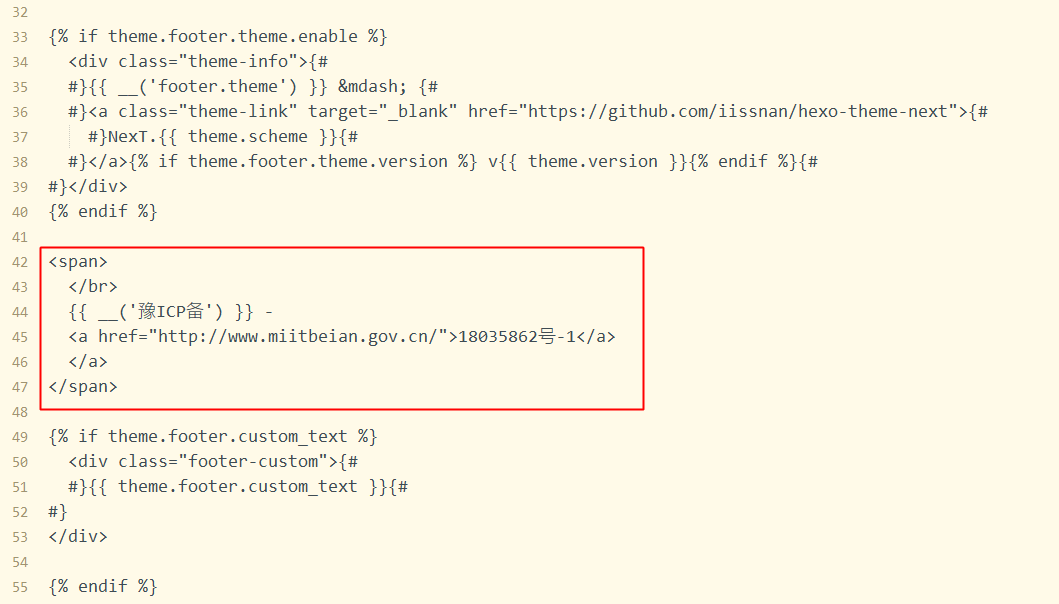 32
33 {% if theme.footer.theme.enable %}
34   <div class="theme-info">{#
35   #}{{ __('footer.theme') }} &mdash; {#
36   #}<a class="theme-link" target="_blank" href="https://github.com/iissnan/hexo-theme-next">{#
37     #}NexT.{{ theme.scheme }}{#
38   #}</a>{% if theme.footer.theme.version %} v{{ theme.version }}{% endif %}{#
39 #}</div>
40 {% endif %}
41
42 <span>
43   </br>
44   {{ __('豫ICP备') }} -
45   <a href="http://www.miitbeian.gov.cn/">18035862号-1</a>
46   </a>
47 </span>
48
49 {% if theme.footer.custom_text %}
50   <div class="footer-custom">{#
51   #}{{ theme.footer.custom_text }}{#
52 #}
53 </div>
54
55 {% endif %}